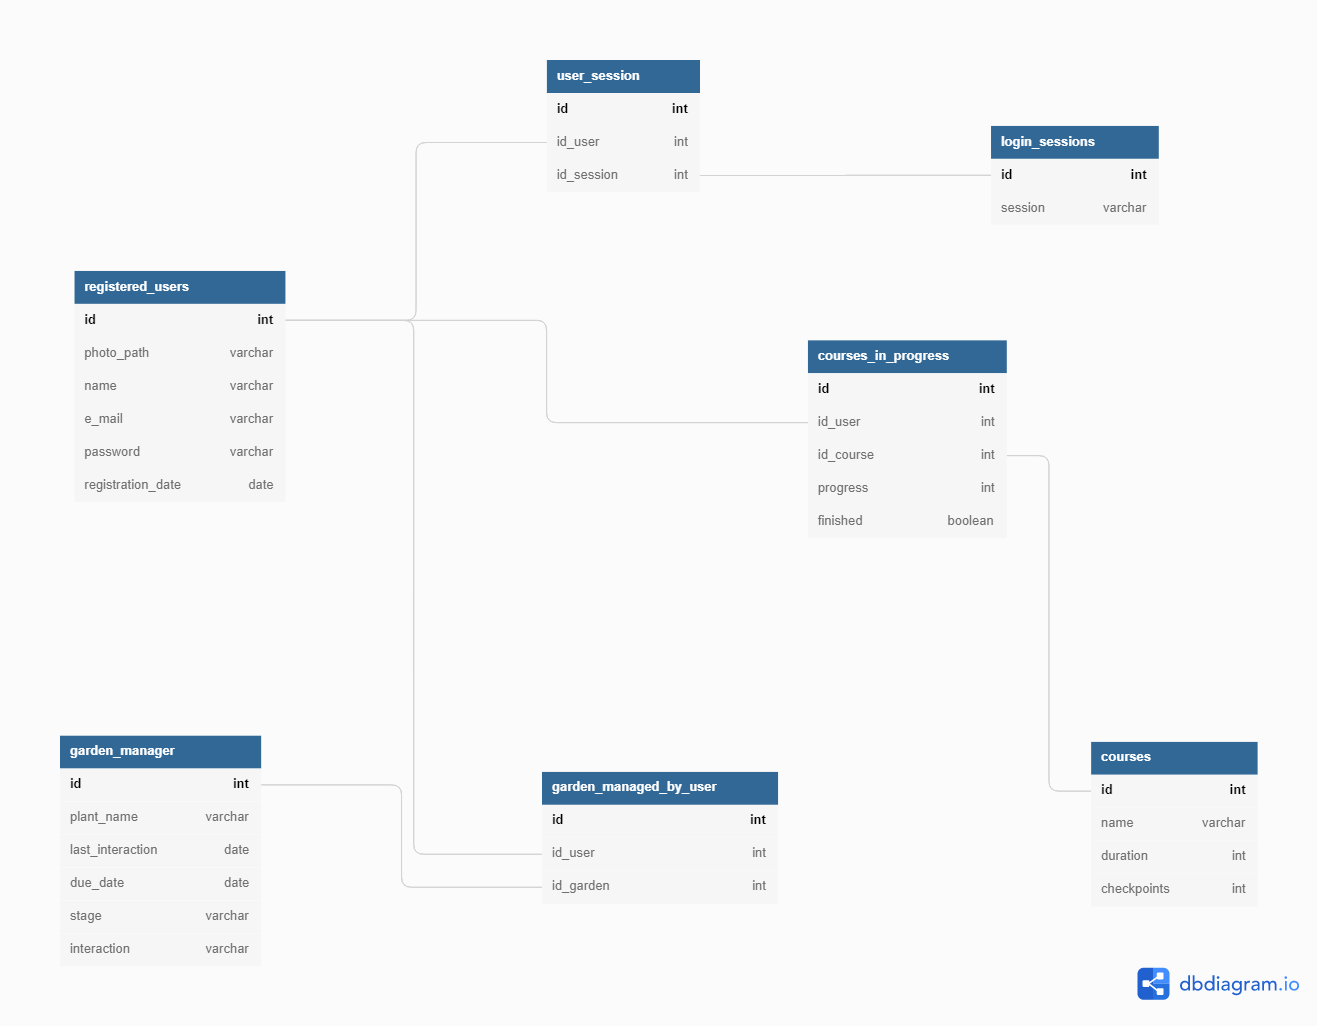 user_session
id int
id_user int
id_session int
login_sessions
id int
session varchar
registered_users
id int
photo_path varchar
name varchar
e_mail varchar
password varchar
registration_date date
courses_in_progress
id int
id_user int
id_course int
progress int
finished boolean
garden_manager
id int
plant_name varchar
last_interaction date
due_date date
stage varchar
interaction varchar
garden_managed_by_user
id int
id_user int
id_garden int
courses
id int
name varchar
duration int
checkpoints int
dbdiagram.io